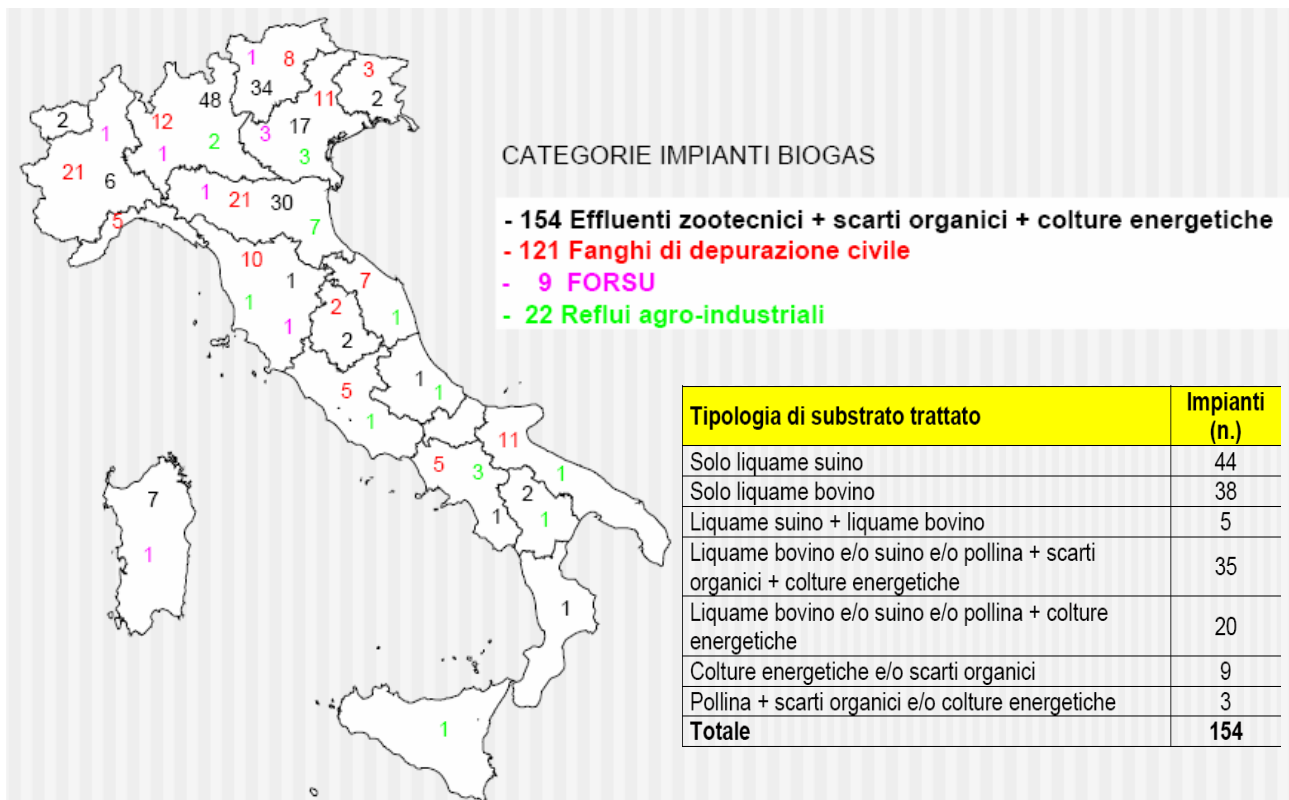 1 8
3
34
48
11
2
2
12
3 17
1
2
1
3
21
6
1 21 30
5
7
10
7
1
2
1
1
1
2
1
5
1
1
11
5
3
1
7
2
1
1
1
1
1
CATEGORIE IMPIANTI BIOGAS
- 154 Effluenti zootecnici + scarti organici + colture energetiche
- 121 Fanghi di depurazione civile
- 9 FORSU
- 22 Reflui agro-industriali
Tipologia di substrato trattato Impianti
(n.)
Solo liquame suino 44
Solo liquame bovino 38
Liquame suino + liquame bovino 5
Liquame bovino e/o suino e/o pollina + scarti
organici + colture energetiche 35
Liquame bovino e/o suino e/o pollina + colture
energetiche 20
Colture energetiche e/o scarti organici 9
Pollina + scarti organici e/o colture energetiche 3
Totale 154